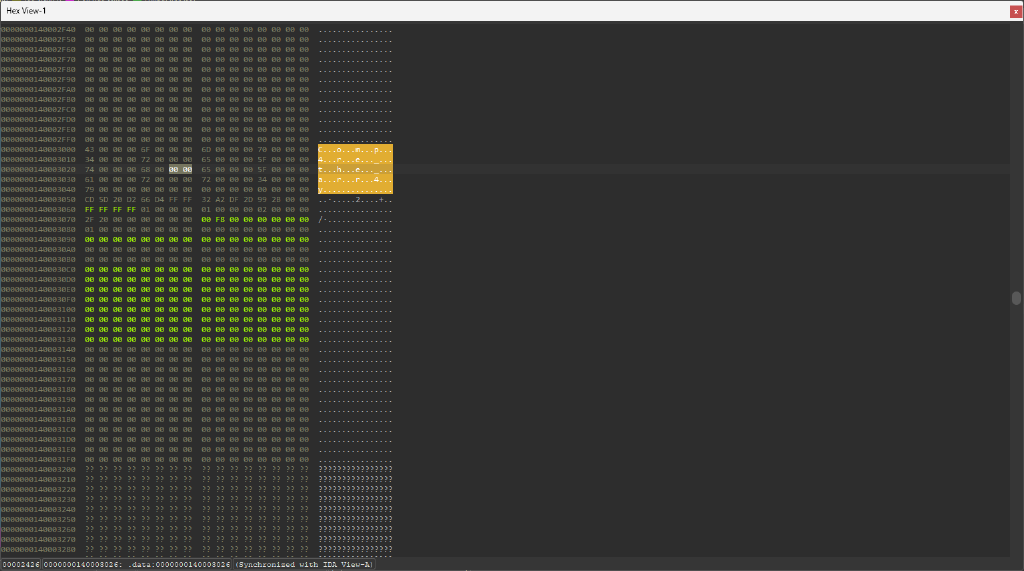 Hex View-1
0000000140002F40 00 00 00 00 00 00 00 00 00 00 00 00 00 00 00 00 ................
0000000140002F50 00 00 00 00 00 00 00 00 00 00 00 00 00 00 00 00 ................
0000000140002F60 00 00 00 00 00 00 00 00 00 00 00 00 00 00 00 00 ................
0000000140002F70 00 00 00 00 00 00 00 00 00 00 00 00 00 00 00 00 ................
0000000140002F80 00 00 00 00 00 00 00 00 00 00 00 00 00 00 00 00 ................
0000000140002F90 00 00 00 00 00 00 00 00 00 00 00 00 00 00 00 00 ................
0000000140002FA0 00 00 00 00 00 00 00 00 00 00 00 00 00 00 00 00 ................
0000000140002FB0 00 00 00 00 00 00 00 00 00 00 00 00 00 00 00 00 ................
0000000140002FC0 00 00 00 00 00 00 00 00 00 00 00 00 00 00 00 00 ................
0000000140002FD0 00 00 00 00 00 00 00 00 00 00 00 00 00 00 00 00 ................
0000000140002FE0 00 00 00 00 00 00 00 00 00 00 00 00 00 00 00 00 ................
0000000140002FF0 00 00 00 00 00 00 00 00 00 00 00 00 00 00 00 00 ................
0000000140003000 43 00 00 00 6F 00 00 00 6D 00 00 00 70 00 00 00 C...o...m...p...
0000000140003010 34 00 00 00 72 00 00 00 65 00 00 00 5F 00 00 00 4...r...e..._...
0000000140003020 74 00 00 00 68 00 00 00 65 00 00 00 5F 00 00 00 t...h...e..._...
0000000140003030 61 00 00 00 72 00 00 00 72 00 00 00 34 00 00 00 a...r...r...4...
0000000140003040 79 00 00 00 00 00 00 00 00 00 00 00 00 00 00 00 y...............
0000000140003050 CD 5D 20 D2 66 D4 FF FF 32 A2 DF 2D 99 2B 00 00
0000000140003060 FF FF FF FF 01 00 00 00 01 00 00 00 02 00 00 00 ................
0000000140003070 2F 20 00 00 00 00 00 00 00 F8 00 00 00 00 00 00 /·..............
0000000140003080 01 00 00 00 00 00 00 00 00 00 00 00 00 00 00 00 ................
0000000140003090 00 00 00 00 00 00 00 00 00 00 00 00 00 00 00 00 ................
00000001400030A0 00 00 00 00 00 00 00 00 00 00 00 00 00 00 00 00 ................
00000001400030B0 00 00 00 00 00 00 00 00 00 00 00 00 00 00 00 00 ................
00000001400030C0 00 00 00 00 00 00 00 00 00 00 00 00 00 00 00 00 ................
00000001400030D0 00 00 00 00 00 00 00 00 00 00 00 00 00 00 00 00 ................
00000001400030E0 00 00 00 00 00 00 00 00 00 00 00 00 00 00 00 00 ................
00000001400030F0 00 00 00 00 00 00 00 00 00 00 00 00 00 00 00 00 ................
0000000140003100 00 00 00 00 00 00 00 00 00 00 00 00 00 00 00 00 ................
0000000140003110 00 00 00 00 00 00 00 00 00 00 00 00 00 00 00 00 ................
0000000140003120 00 00 00 00 00 00 00 00 00 00 00 00 00 00 00 00 ................
0000000140003130 00 00 00 00 00 00 00 00 00 00 00 00 00 00 00 00 ................
0000000140003140 00 00 00 00 00 00 00 00 00 00 00 00 00 00 00 00 ................
0000000140003150 00 00 00 00 00 00 00 00 00 00 00 00 00 00 00 00 ................
0000000140003160 00 00 00 00 00 00 00 00 00 00 00 00 00 00 00 00 ................
0000000140003170 00 00 00 00 00 00 00 00 00 00 00 00 00 00 00 00 ................
0000000140003180 00 00 00 00 00 00 00 00 00 00 00 00 00 00 00 00 ................
0000000140003190 00 00 00 00 00 00 00 00 00 00 00 00 00 00 00 00 ................
00000001400031A0 00 00 00 00 00 00 00 00 00 00 00 00 00 00 00 00 ................
00000001400031B0 00 00 00 00 00 00 00 00 00 00 00 00 00 00 00 00 ................
00000001400031C0 00 00 00 00 00 00 00 00 00 00 00 00 00 00 00 00 ................
00000001400031D0 00 00 00 00 00 00 00 00 00 00 00 00 00 00 00 00 ................
00000001400031E0 00 00 00 00 00 00 00 00 00 00 00 00 00 00 00 00 ................
00000001400031F0 00 00 00 00 00 00 00 00 00 00 00 00 00 00 00 00 ................
0000000140003200 ?? ?? ?? ?? ?? ?? ?? ?? ?? ?? ?? ?? ?? ?? ?? ?? ????????????????
0000000140003210 ?? ?? ?? ?? ?? ?? ?? ?? ?? ?? ?? ?? ?? ?? ?? ?? ????????????????
0000000140003220 ?? ?? ?? ?? ?? ?? ?? ?? ?? ?? ?? ?? ?? ?? ?? ?? ????????????????
0000000140003230 ?? ?? ?? ?? ?? ?? ?? ?? ?? ?? ?? ?? ?? ?? ?? ?? ????????????????
0000000140003240 ?? ?? ?? ?? ?? ?? ?? ?? ?? ?? ?? ?? ?? ?? ?? ?? ????????????????
0000000140003250 ?? ?? ?? ?? ?? ?? ?? ?? ?? ?? ?? ?? ?? ?? ?? ?? ????????????????
0000000140003260 ?? ?? ?? ?? ?? ?? ?? ?? ?? ?? ?? ?? ?? ?? ?? ?? ????????????????
0000000140003270 ?? ?? ?? ?? ?? ?? ?? ?? ?? ?? ?? ?? ?? ?? ?? ?? ????????????????
0000000140003280 ?? ?? ?? ?? ?? ?? ?? ?? ?? ?? ?? ?? ?? ?? ?? ?? ????????????????
00002426 0000000140003026: .data:0000000140003026 (Synchronized with IDA View-A)